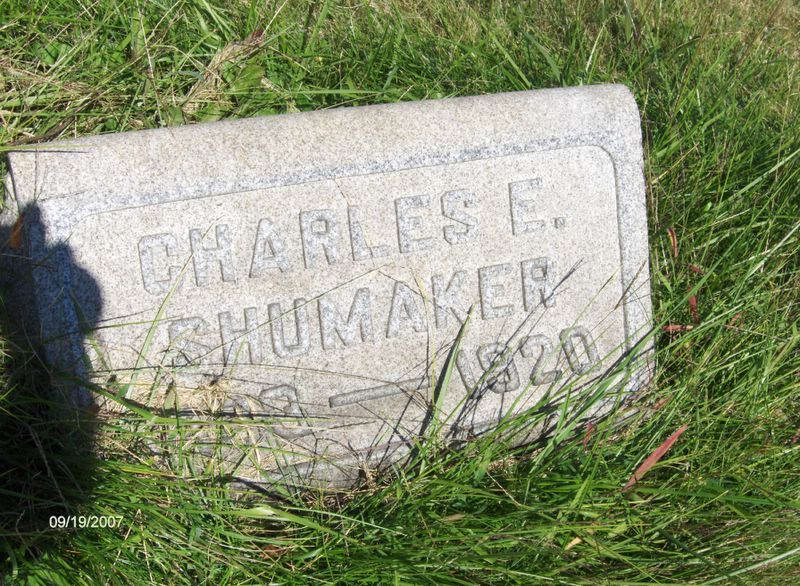 CHARLES E.
SHUMAKER
— 1920
09/19/2007